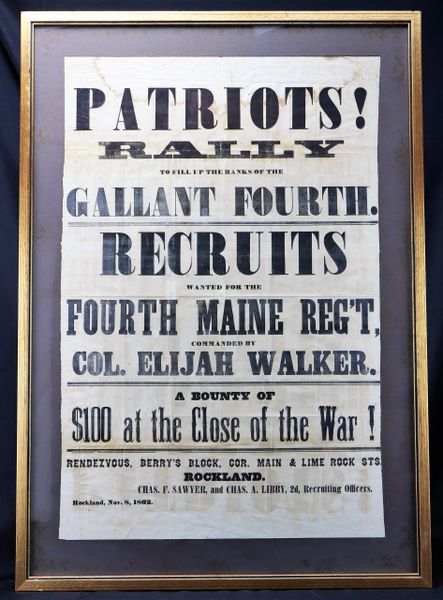 PATRIOTS!
RALLY
TO FILL UP THE RANKS OF THE
GALLANT FOURTH.
RECRUITS
WANTED FOR THE
FOURTH MAINE REG'T,
COMMANDED BY
COL. ELIJAH WALKER.
A BOUNTY OF
$100 at the Close of the War !
RENDEZVOUS, BERRY'S BLOCK, COR. MAIN & LIME ROCK STS.
ROCKLAND.
CHAS. F. SAWYER, and CHAS. A. LIBBY, 2d, Recruiting Officers.
Rockland, Nov. 8, 1862.